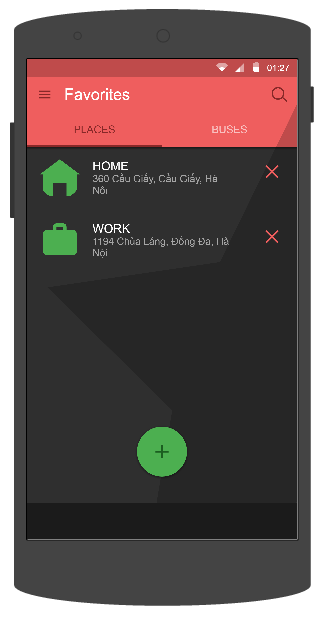 01:27
Favorites
PLACES BUSES
HOME
360 Cầu Giấy, Cầu Giấy, Hà
Nội
WORK
1194 Chùa Láng, Đống Đa, Hà
Nội